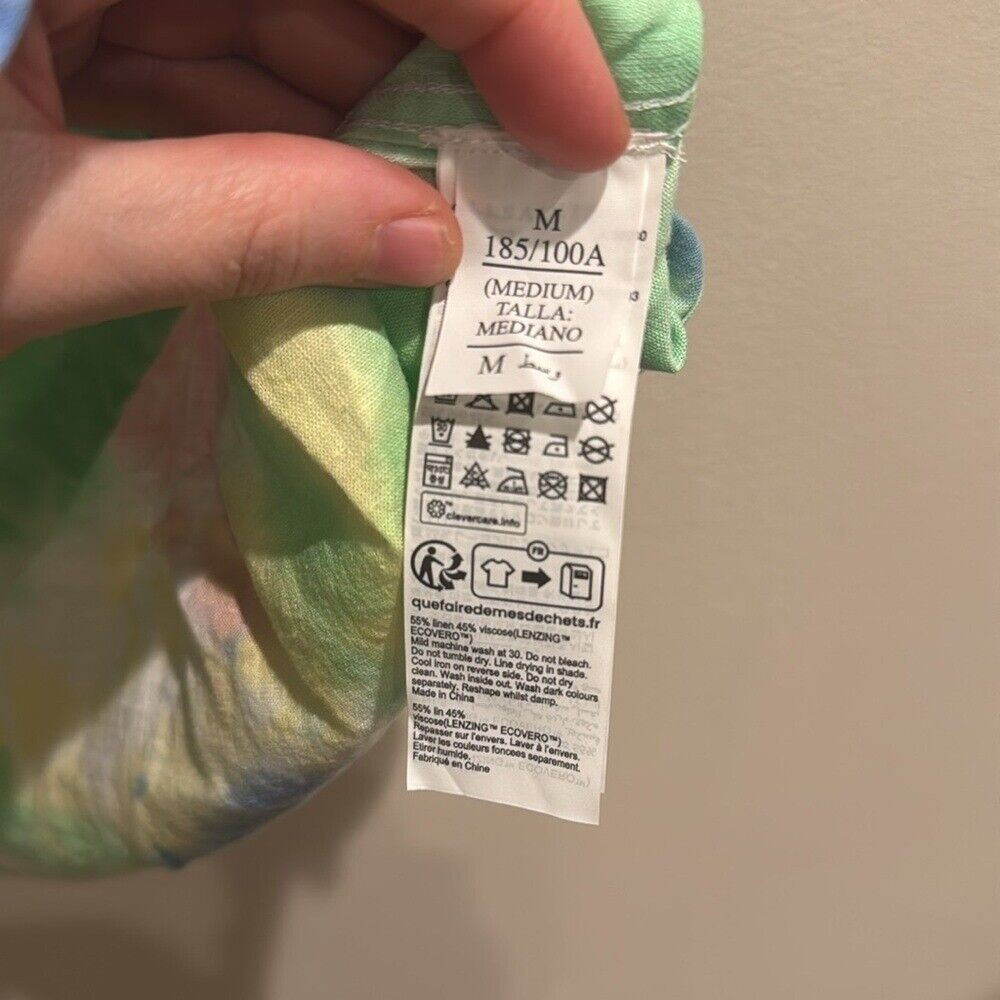 M
185/100A
(MEDIUM)
TALLA:
MEDIANO
M وسط
30
clevercare.info
FR
quefairedemesdechets.fr
55% linen 45% viscose(LENZING™
ECOVERO™)
Mild machine wash at 30. Do not bleach.
Do not tumble dry. Line drying in shade.
Cool iron on reverse side. Do not dry
clean. Wash inside out. Wash dark colours
separately. Reshape whilst damp.
Made in China
55% lin 45%
viscose(LENZING™ ECOVERO™)
Repasser sur l'envers. Laver à l'envers.
Laver les couleurs foncees separement.
Etirer humide.
Fabriqué en Chine